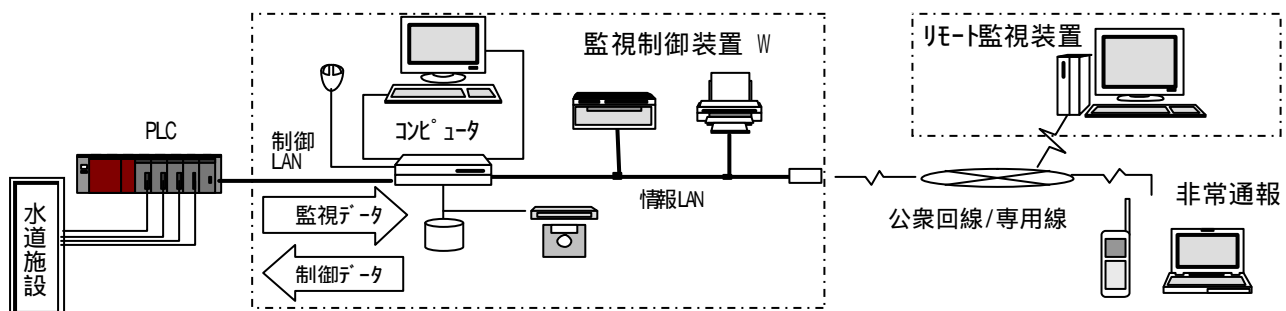 監視制御装置 W
リモート監視装置
コンピュータ
PLC
制御
LAN
情報LAN
監視データ
制御データ
水道施設
公衆回線/専用線
非常通報